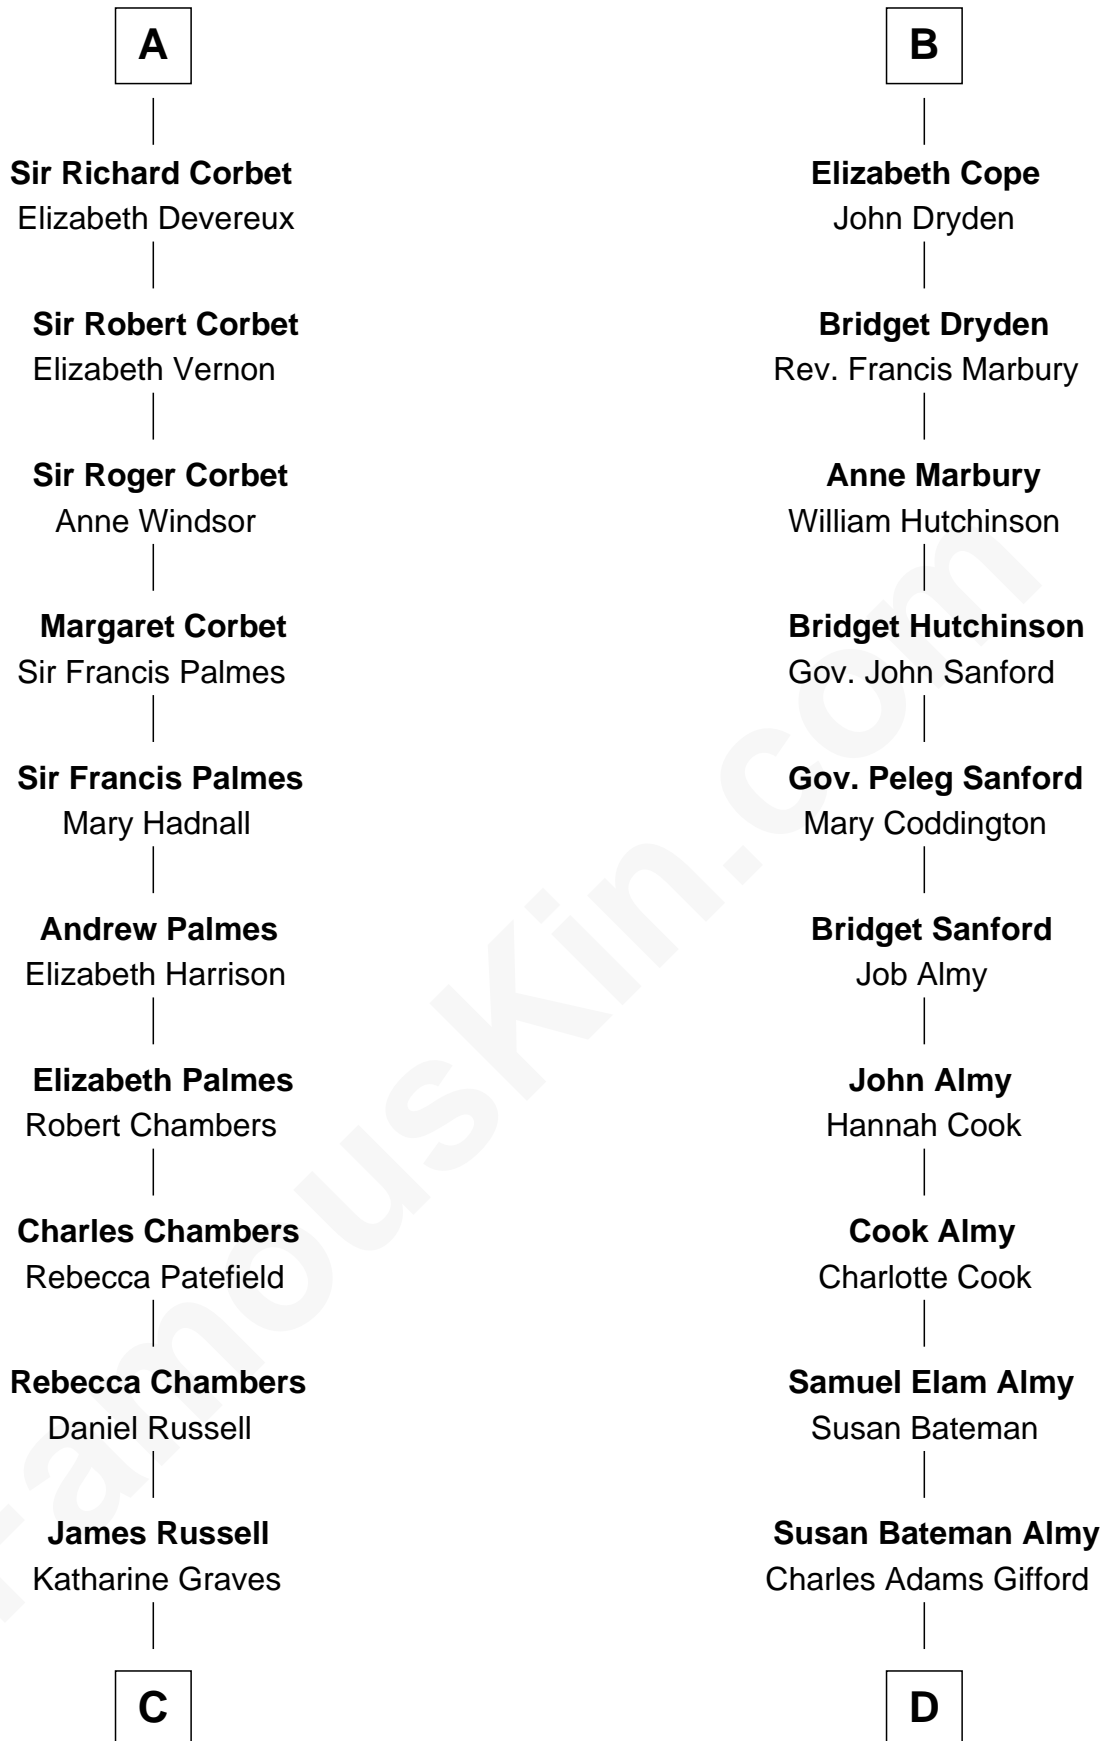 A
Sir Richard Corbet
Elizabeth Devereux
Sir Robert Corbet
Elizabeth Vernon
Sir Roger Corbet
Anne Windsor
Margaret Corbet
Sir Francis Palmes
Sir Francis Palmes
Mary Hadnall
Andrew Palmes
Elizabeth Harrison
Elizabeth Palmes
Robert Chambers
Charles Chambers
Rebecca Patefield
Rebecca Chambers
Daniel Russell
James Russell
Katharine Graves
C
B
Elizabeth Cope
John Dryden
Bridget Dryden
Rev. Francis Marbury
Anne Marbury
William Hutchinson
Bridget Hutchinson
Gov. John Sanford
Gov. Peleg Sanford
Mary Coddington
Bridget Sanford
Job Almy
John Almy
Hannah Cook
Cook Almy
Charlotte Cook
Samuel Elam Almy
Susan Bateman
Susan Bateman Almy
Charles Adams Gifford
D
FamousKin.com